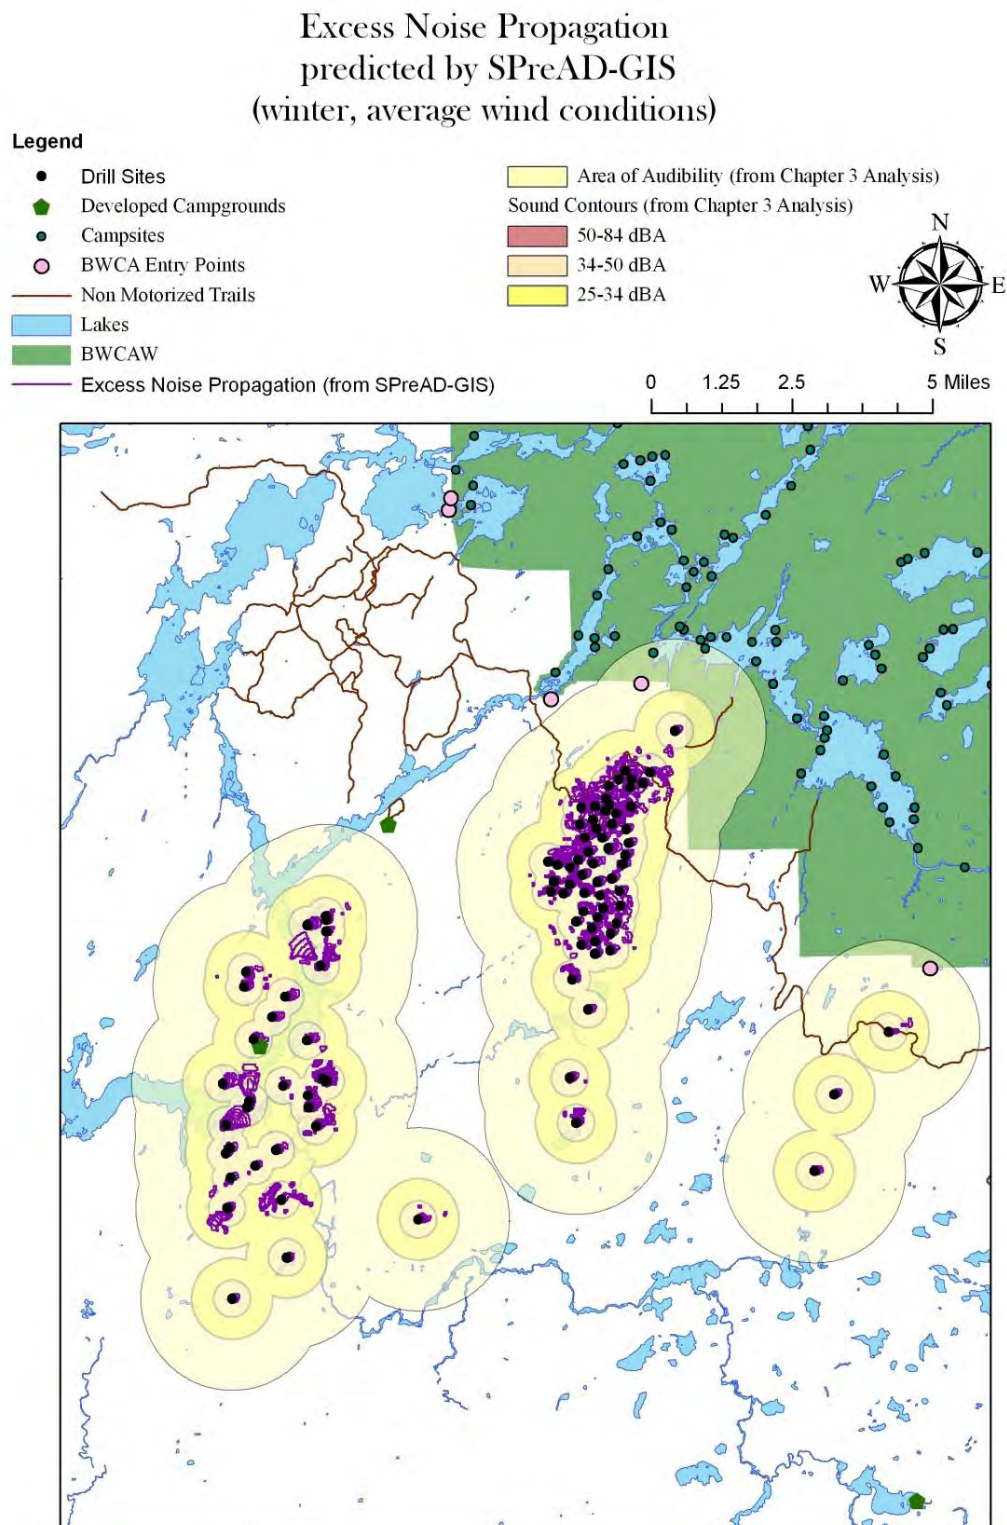 Excess Noise Propagation
predicted by SPreAD-GIS
(winter, average wind conditions)
Legend
Drill Sites
Developed Campgrounds
Campsites
BWCA Entry Points
Non Motorized Trails
Lakes
BWCAW
Excess Noise Propagation (from SPreAD-GIS)
Area of Audibility (from Chapter 3 Analysis)
Sound Contours (from Chapter 3 Analysis)
50-84 dBA
34-50 dBA
25-34 dBA
N
W E
S
0 1.25 2.5 5 Miles